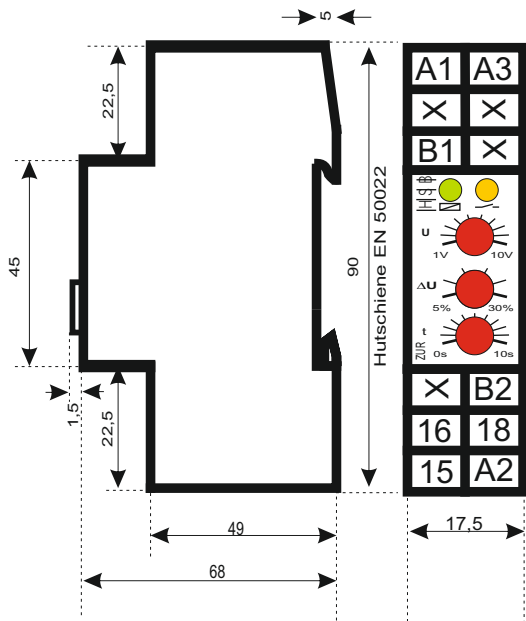 5
22,5
45
1,5
22,5
49
68
90
Hutschiene EN 50022
A1 A3
X X
B1 X
HSB
U
1V 10V
ΔU
5% 30%
t
0s 10s
ZUR
X B2
16 18
15 A2
17,5